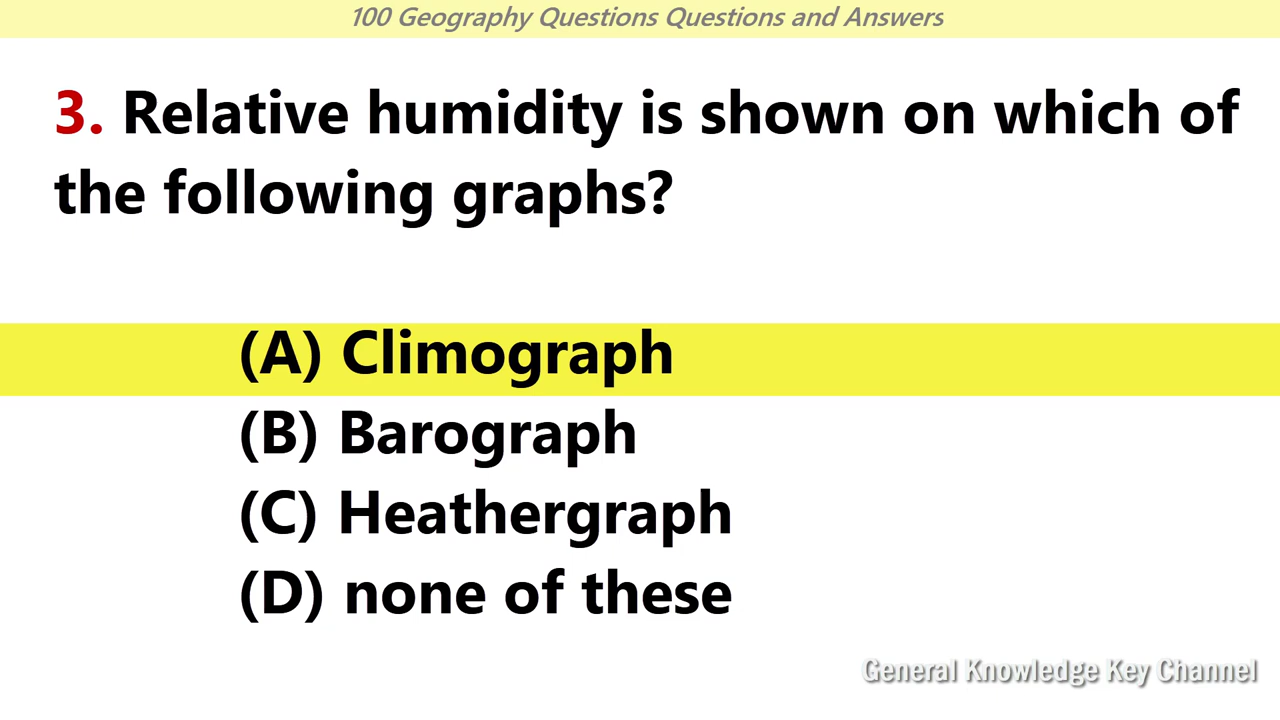 100 Geography Questions Questions and Answers
3. Relative humidity is shown on which of
the following graphs?
(A) Climograph
(B) Barograph
(C) Heathergraph
(D) none of these
General Knowledge Key Channel